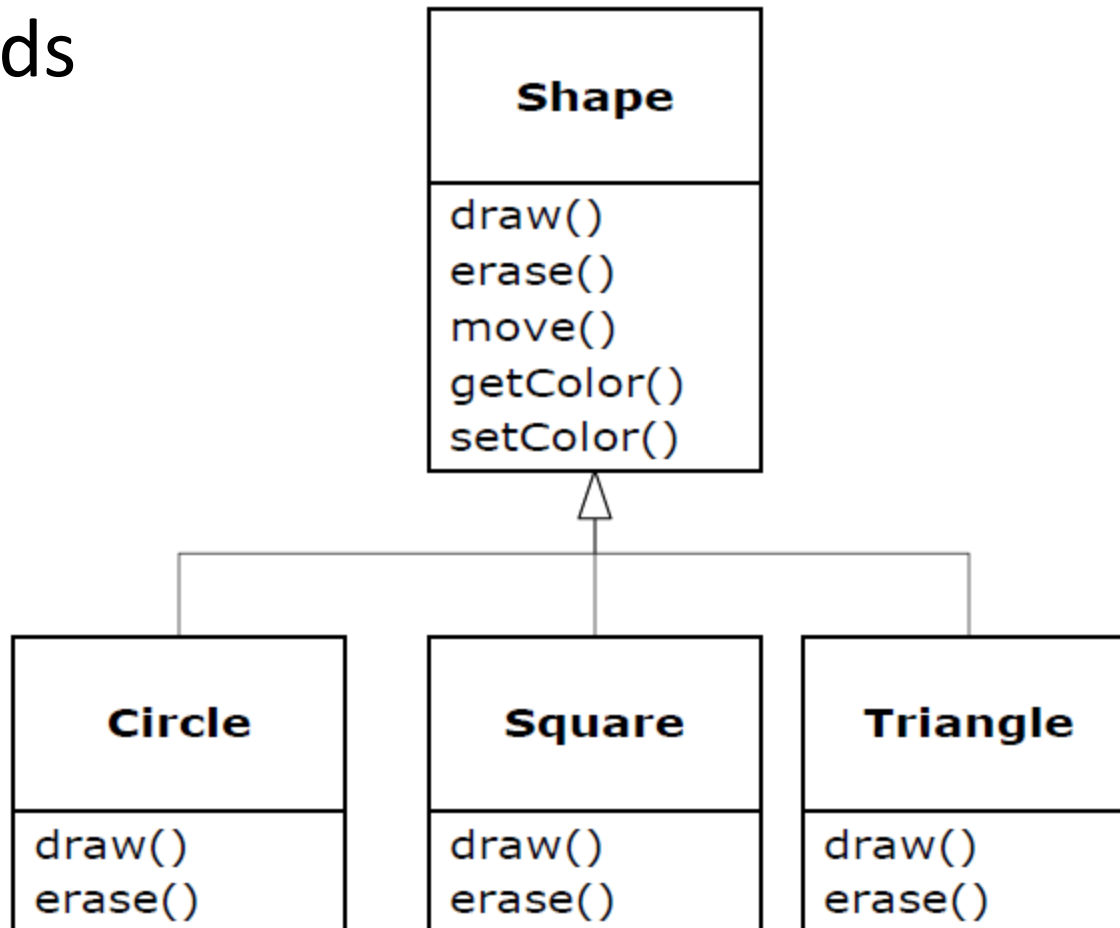 ds
Shape
draw()
erase()
move()
getColor()
setColor()
Circle
draw()
erase()
Square
draw()
erase()
Triangle
draw()
erase()